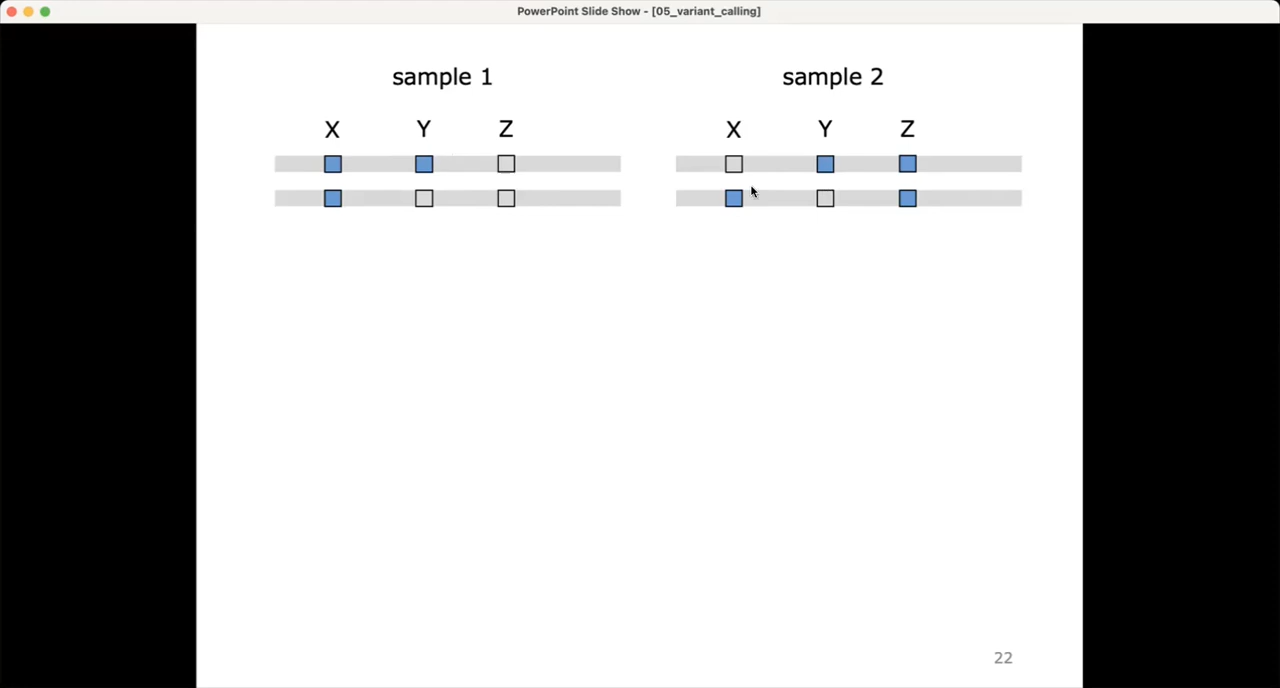 PowerPoint Slide Show - [05_variant_calling]
sample 1
X Y Z
sample 2
X Y Z
22